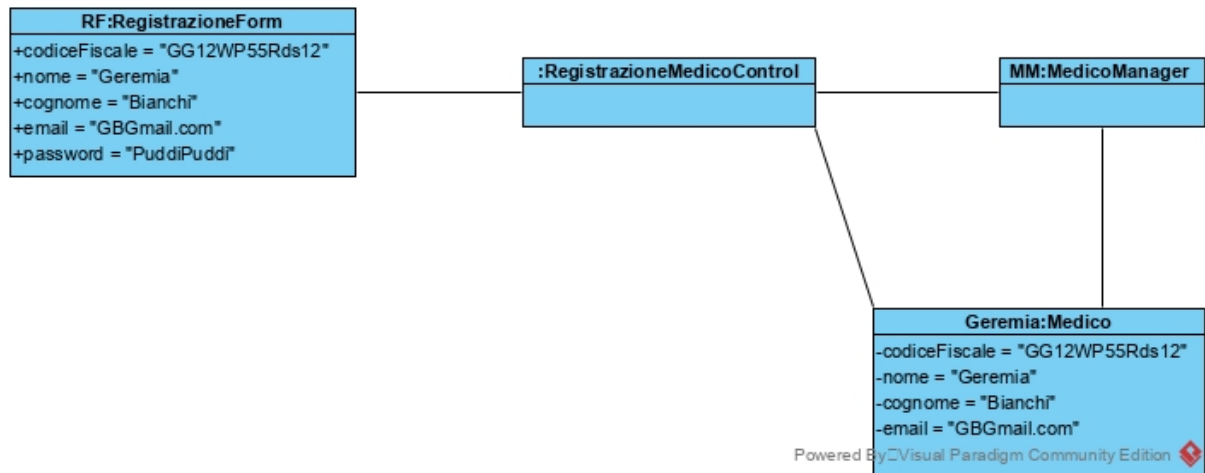 RF:RegistrazioneForm
+codiceFiscale = "GG12WP55Rds12"
+nome = "Geremia"
+cognome = "Bianchi"
+email = "GBGmail.com"
+password = "PuddiPuddi"
:RegistrazioneMedicoControl
MM:MedicoManager
Geremia:Medico
-codiceFiscale = "GG12WP55Rds12"
-nome = "Geremia"
-cognome = "Bianchi"
-email = "GBGmail.com"
Powered By Visual Paradigm Community Edition